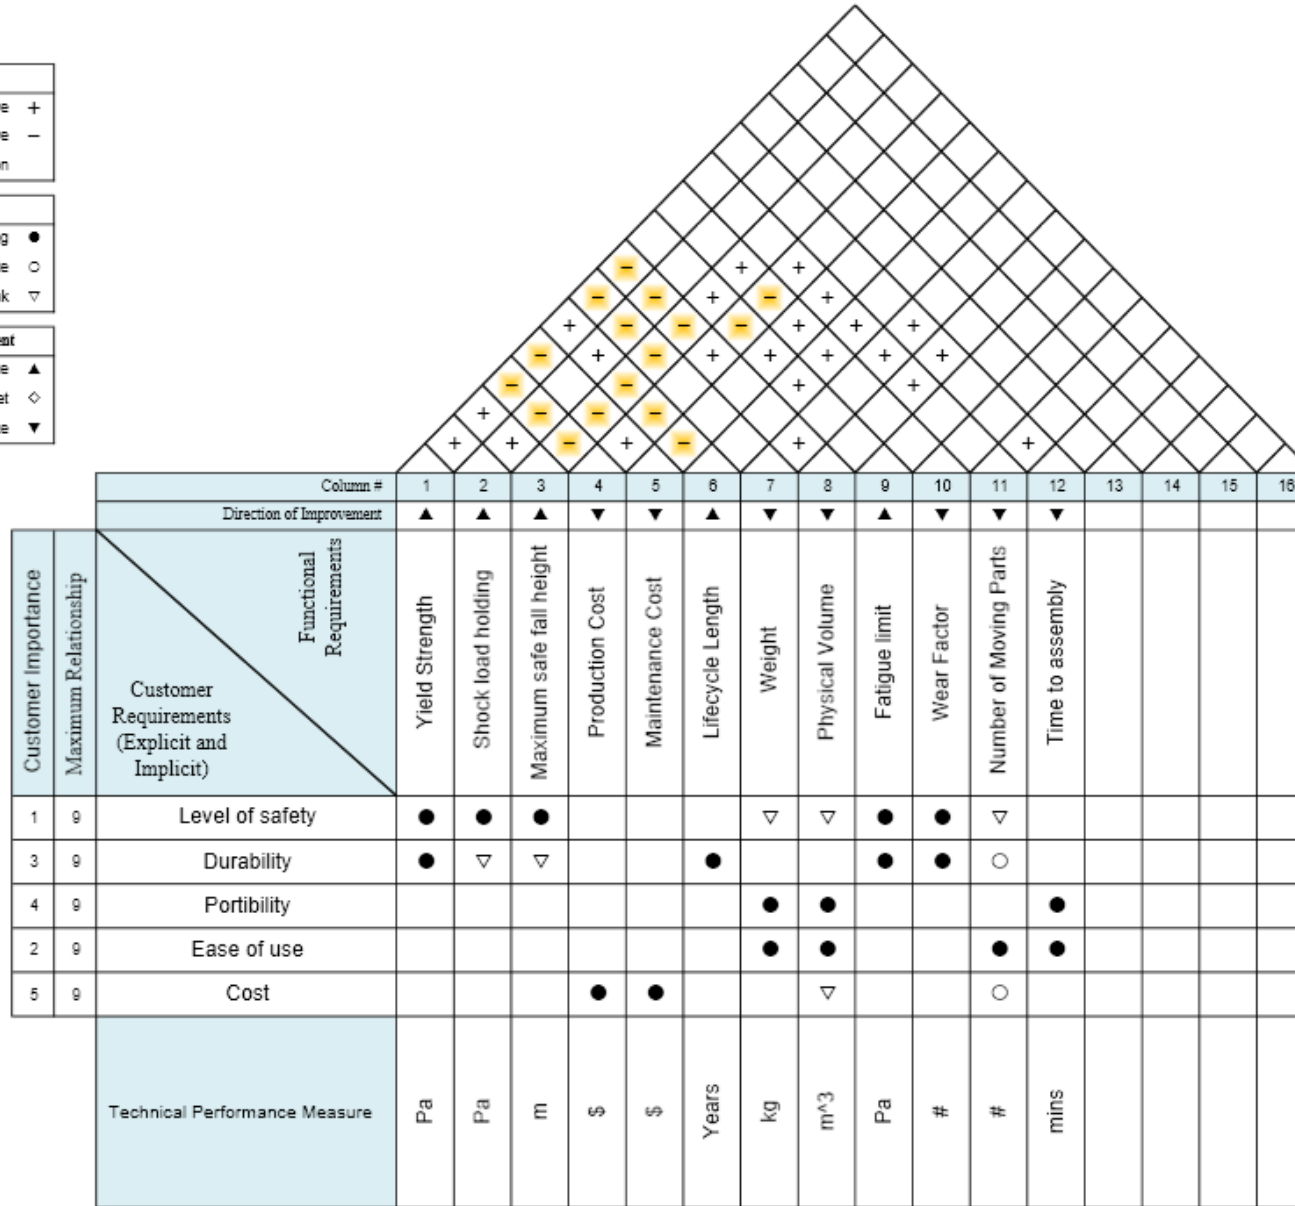 +
−
●
○
▽
▲
◇
▼
Column # 1 2 3 4 5 6 7 8 9 10 11 12 13 14 15 16
Direction of Improvement ▲ ▲ ▲ ▼ ▼ ▲ ▼ ▼ ▲ ▼ ▼ ▼
Customer Importance
Maximum Relationship
Functional
Requirements
Customer
Requirements
(Explicit and
Implicit)
Yield Strength
Shock load holding
Maximum safe fall height
Production Cost
Maintenance Cost
Lifecycle Length
Weight
Physical Volume
Fatigue limit
Wear Factor
Number of Moving Parts
Time to assembly
1 9 Level of safety ● ● ● ▽ ▽ ● ● ▽
3 9 Durability ● ▽ ▽ ● ● ● ○
4 9 Portibility ● ● ●
2 9 Ease of use ● ● ● ●
5 9 Cost ● ● ▽ ○
Technical Performance Measure Pa Pa m $ $ Years kg m^3 Pa # # mins